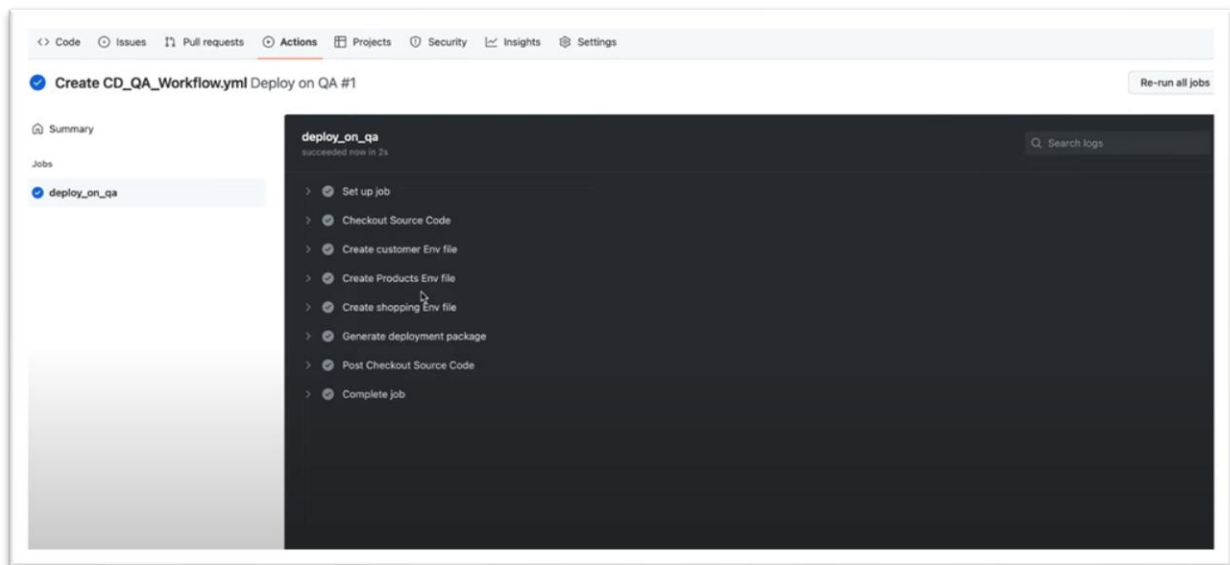 <> Code Issues Pull requests Actions Projects Security Insights Settings
Create CD_QA_Workflow.yml Deploy on QA #1
Re-run all jobs
Summary
Jobs
deploy_on_qa
deploy_on_qa
succeeded now in 2s
Search logs
Set up job
Checkout Source Code
Create customer Env file
Create Products Env file
Create shopping Env file
Generate deployment package
Post Checkout Source Code
Complete job